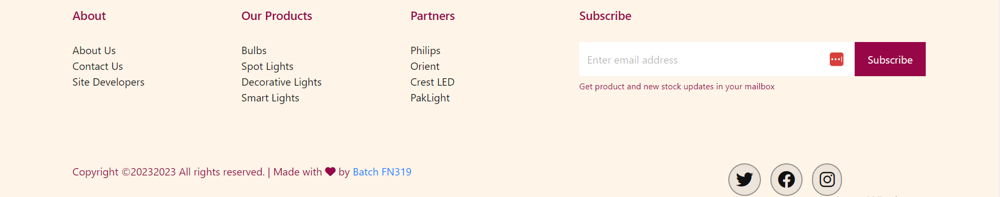 About
About Us
Contact Us
Site Developers
Our Products
Bulbs
Spot Lights
Decorative Lights
Smart Lights
Partners
Philips
Orient
Crest LED
PakLight
Subscribe
Enter email address
Subscribe
Get product and new stock updates in your mailbox
Copyright ©20232023 All rights reserved. | Made with ♥ by Batch FN319